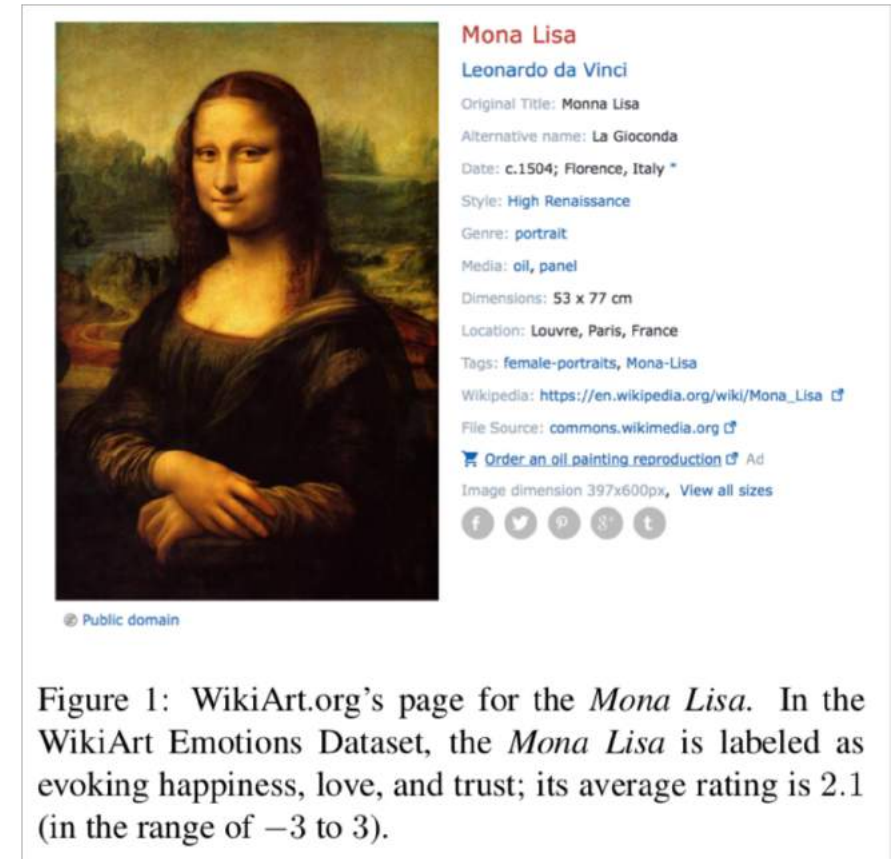 Mona Lisa
Leonardo da Vinci
Original Title: Monna Lisa
Alternative name: La Gioconda
Date: c.1504; Florence, Italy *
Style: High Renaissance
Genre: portrait
Media: oil, panel
Dimensions: 53 x 77 cm
Location: Louvre, Paris, France
Tags: female-portraits, Mona-Lisa
Wikipedia: https://en.wikipedia.org/wiki/Mona_Lisa
File Source: commons.wikimedia.org
Order an oil painting reproduction Ad
Image dimension 397x600px, View all sizes
f p 8+ t
Public domain
Figure 1: WikiArt.org's page for the Mona Lisa. In the
WikiArt Emotions Dataset, the Mona Lisa is labeled as
evoking happiness, love, and trust; its average rating is 2.1
(in the range of −3 to 3).